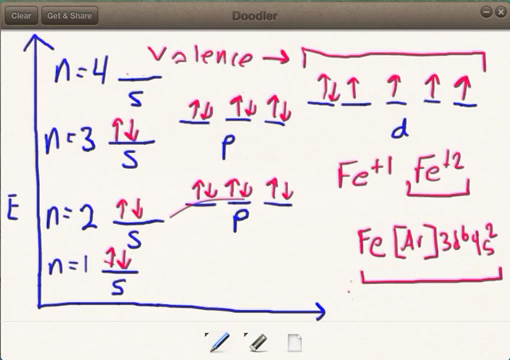 Doodler
Clear
Get & Share
Valence →
n=4
s
n=3
s
p
d
Fe+1 Fe+2
E
n=2
s
p
Fe [Ar] 3d6 4s2
n=1
s